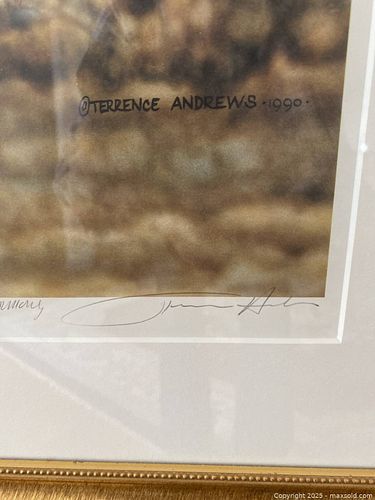 ©TERRENCE ANDREWS·1990·
Copyright © 2025 - maxsold.com